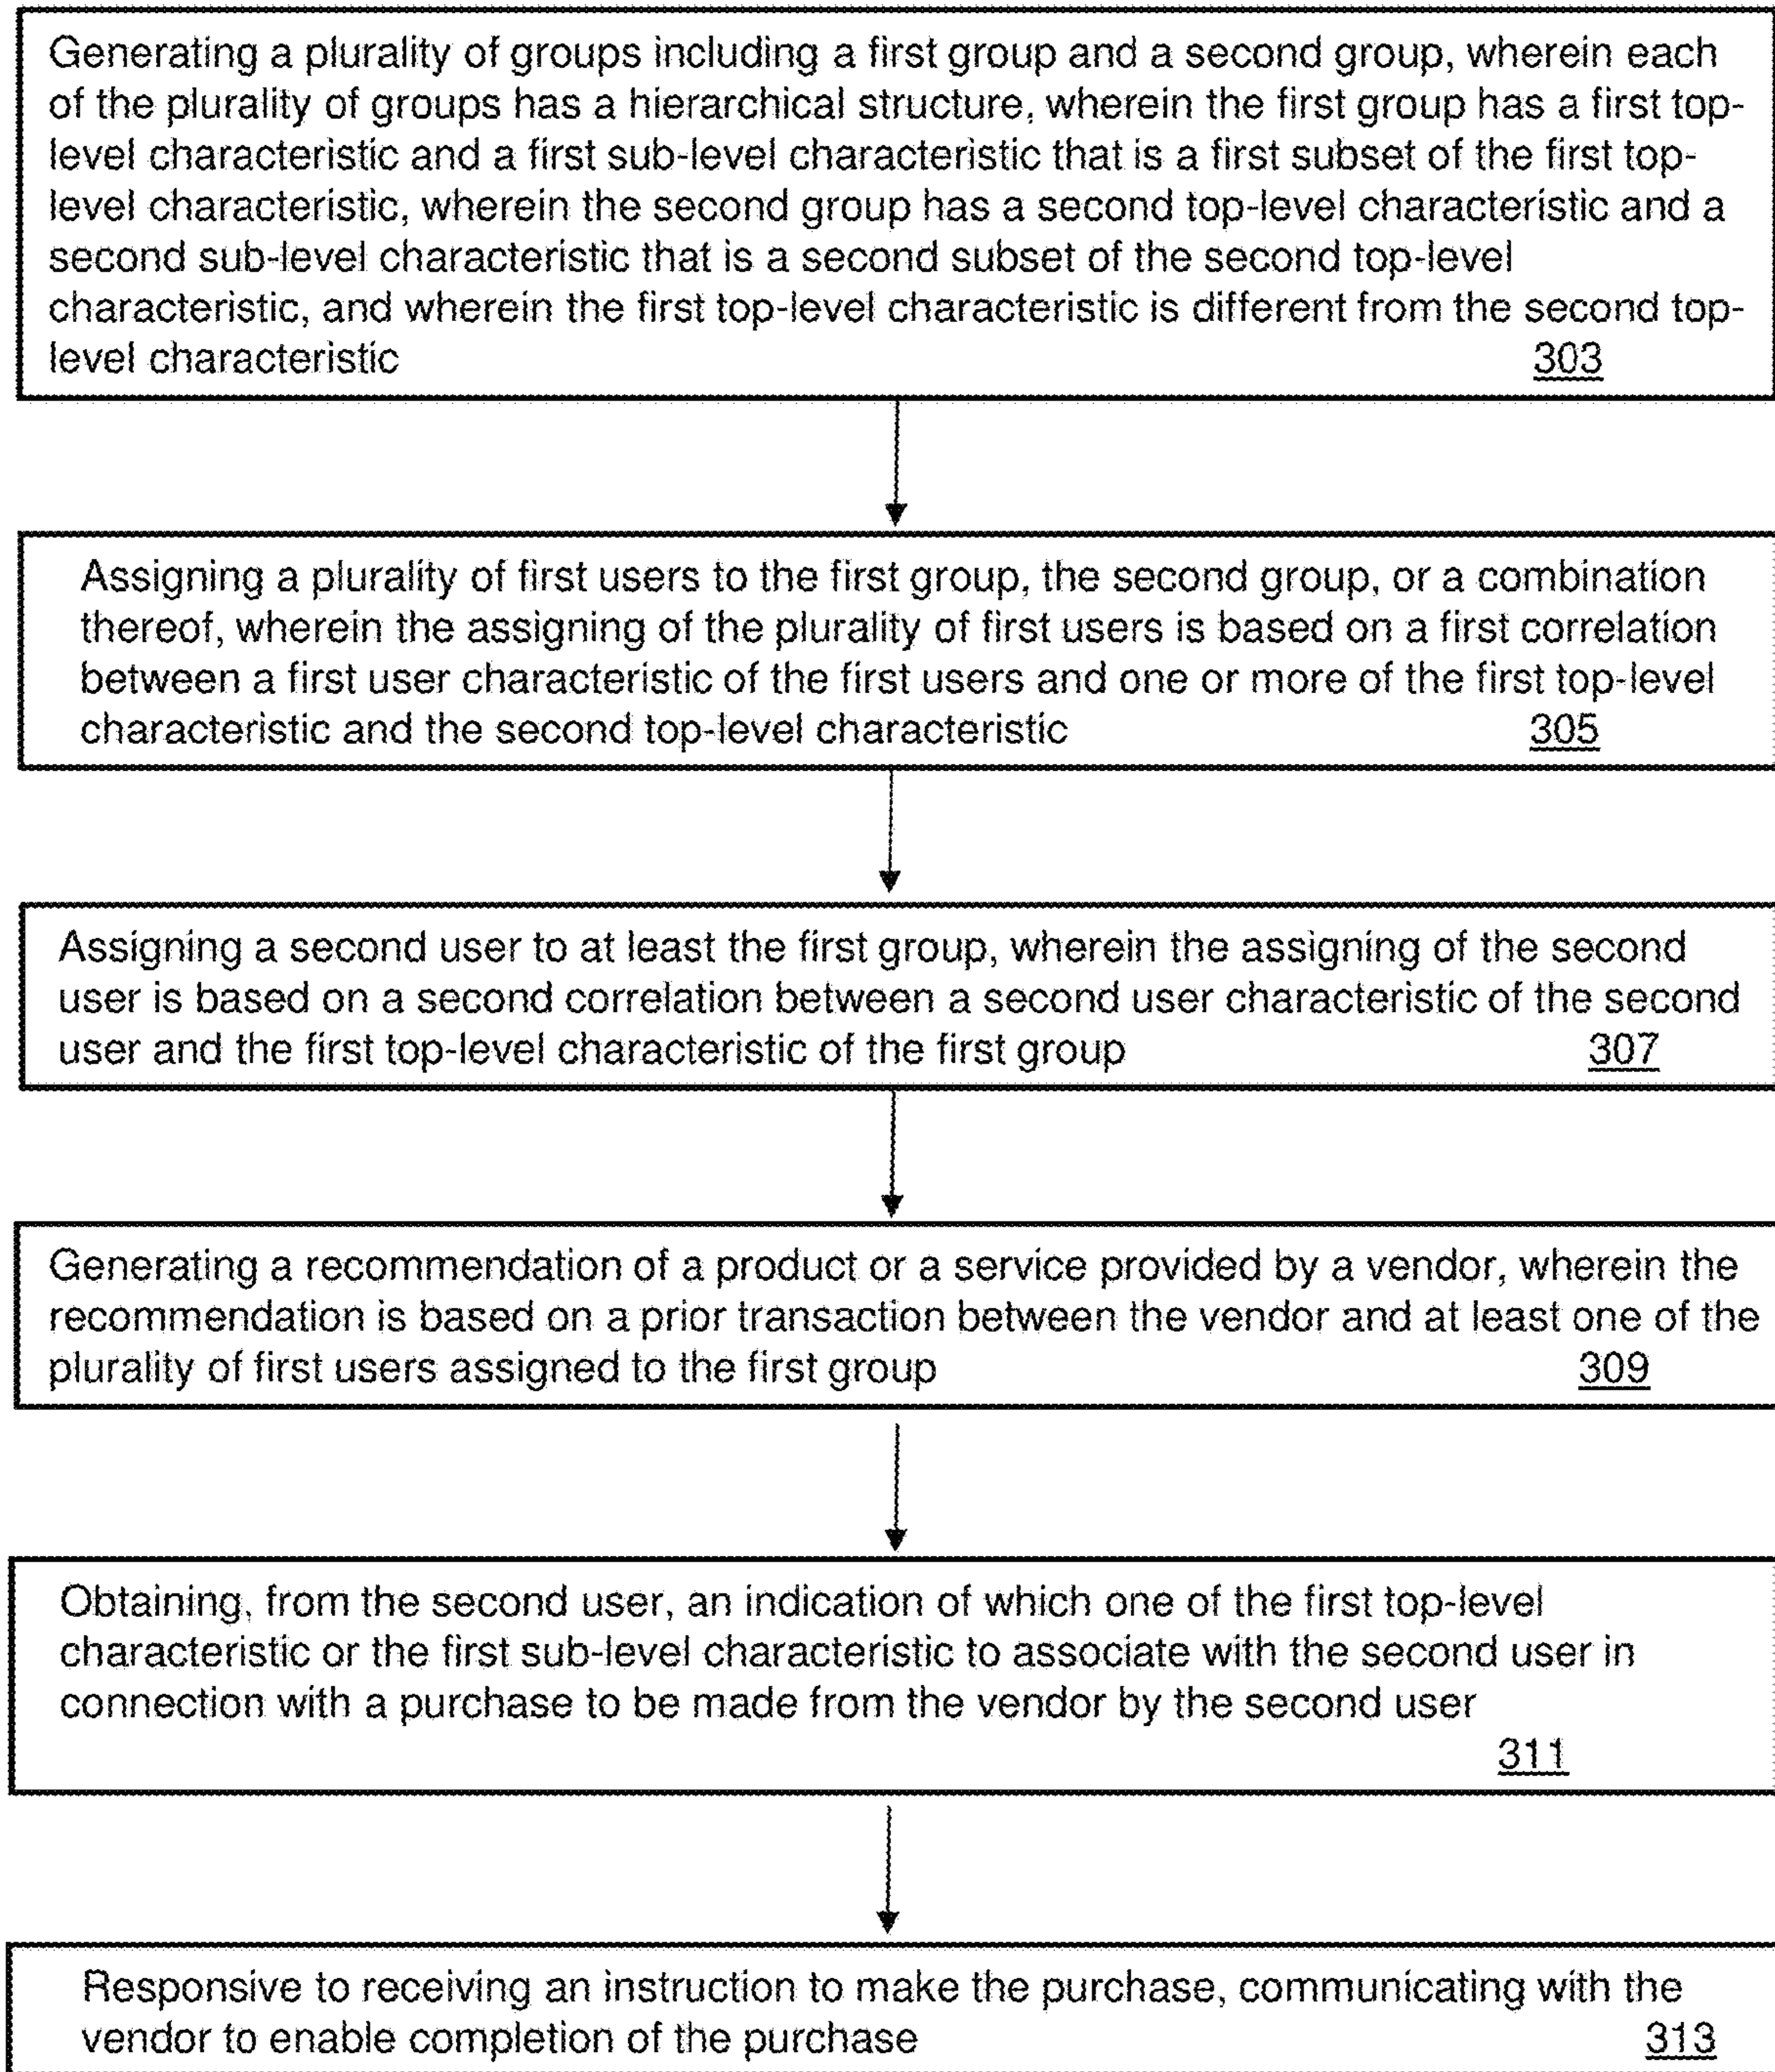 Generating a plurality of groups including a first group and a second group, wherein each
of the plurality of groups has a hierarchical structure, wherein the first group has a first top-
level characteristic and a first sub-level characteristic that is a first subset of the first top-
level characteristic, wherein the second group has a second top-level characteristic and a
second sub-level characteristic that is a second subset of the second top-level
characteristic, and wherein the first top-level characteristic is different from the second top-
level characteristic 303
Assigning a plurality of first users to the first group, the second group, or a combination
thereof, wherein the assigning of the plurality of first users is based on a first correlation
between a first user characteristic of the first users and one or more of the first top-level
characteristic and the second top-level characteristic 305
Assigning a second user to at least the first group, wherein the assigning of the second
user is based on a second correlation between a second user characteristic of the second
user and the first top-level characteristic of the first group 307
Generating a recommendation of a product or a service provided by a vendor, wherein the
recommendation is based on a prior transaction between the vendor and at least one of the
plurality of first users assigned to the first group 309
Obtaining, from the second user, an indication of which one of the first top-level
characteristic or the first sub-level characteristic to associate with the second user in
connection with a purchase to be made from the vendor by the second user
311
Responsive to receiving an instruction to make the purchase, communicating with the
vendor to enable completion of the purchase 313